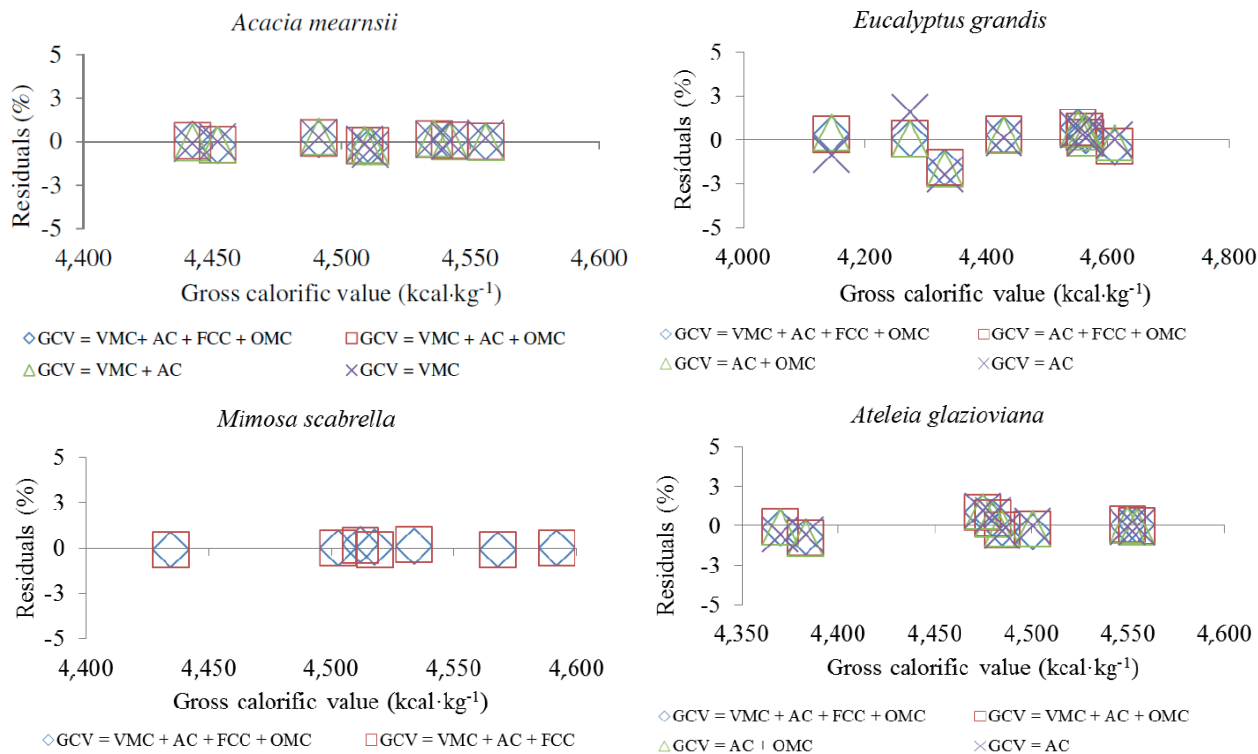 Acacia mearnsii
Residuals (%)
5
3
0
-3
-5
4,400 4,450 4,500 4,550 4,600
Gross calorific value (kcal·kg⁻¹)
GCV = VMC+ AC + FCC + OMC
GCV = VMC + AC + OMC
GCV = VMC + AC
GCV = VMC
Eucalyptus grandis
Residuals (%)
5
3
0
-3
-5
4,000 4,200 4,400 4,600 4,800
Gross calorific value (kcal·kg⁻¹)
GCV = VMC + AC + FCC + OMC
GCV = AC + FCC + OMC
GCV = AC + OMC
GCV = AC
Mimosa scabrella
Residuals (%)
5
3
0
-3
-5
4,400 4,450 4,500 4,550 4,600
Gross calorific value (kcal·kg⁻¹)
GCV = VMC + AC + FCC + OMC
GCV = VMC + AC + FCC
Ateleia glazioviana
Residuals (%)
5
3
0
-3
-5
4,350 4,400 4,450 4,500 4,550 4,600
Gross calorific value (kcal·kg⁻¹)
GCV = VMC + AC + FCC + OMC
GCV = VMC + AC + OMC
GCV = AC + OMC
GCV = AC